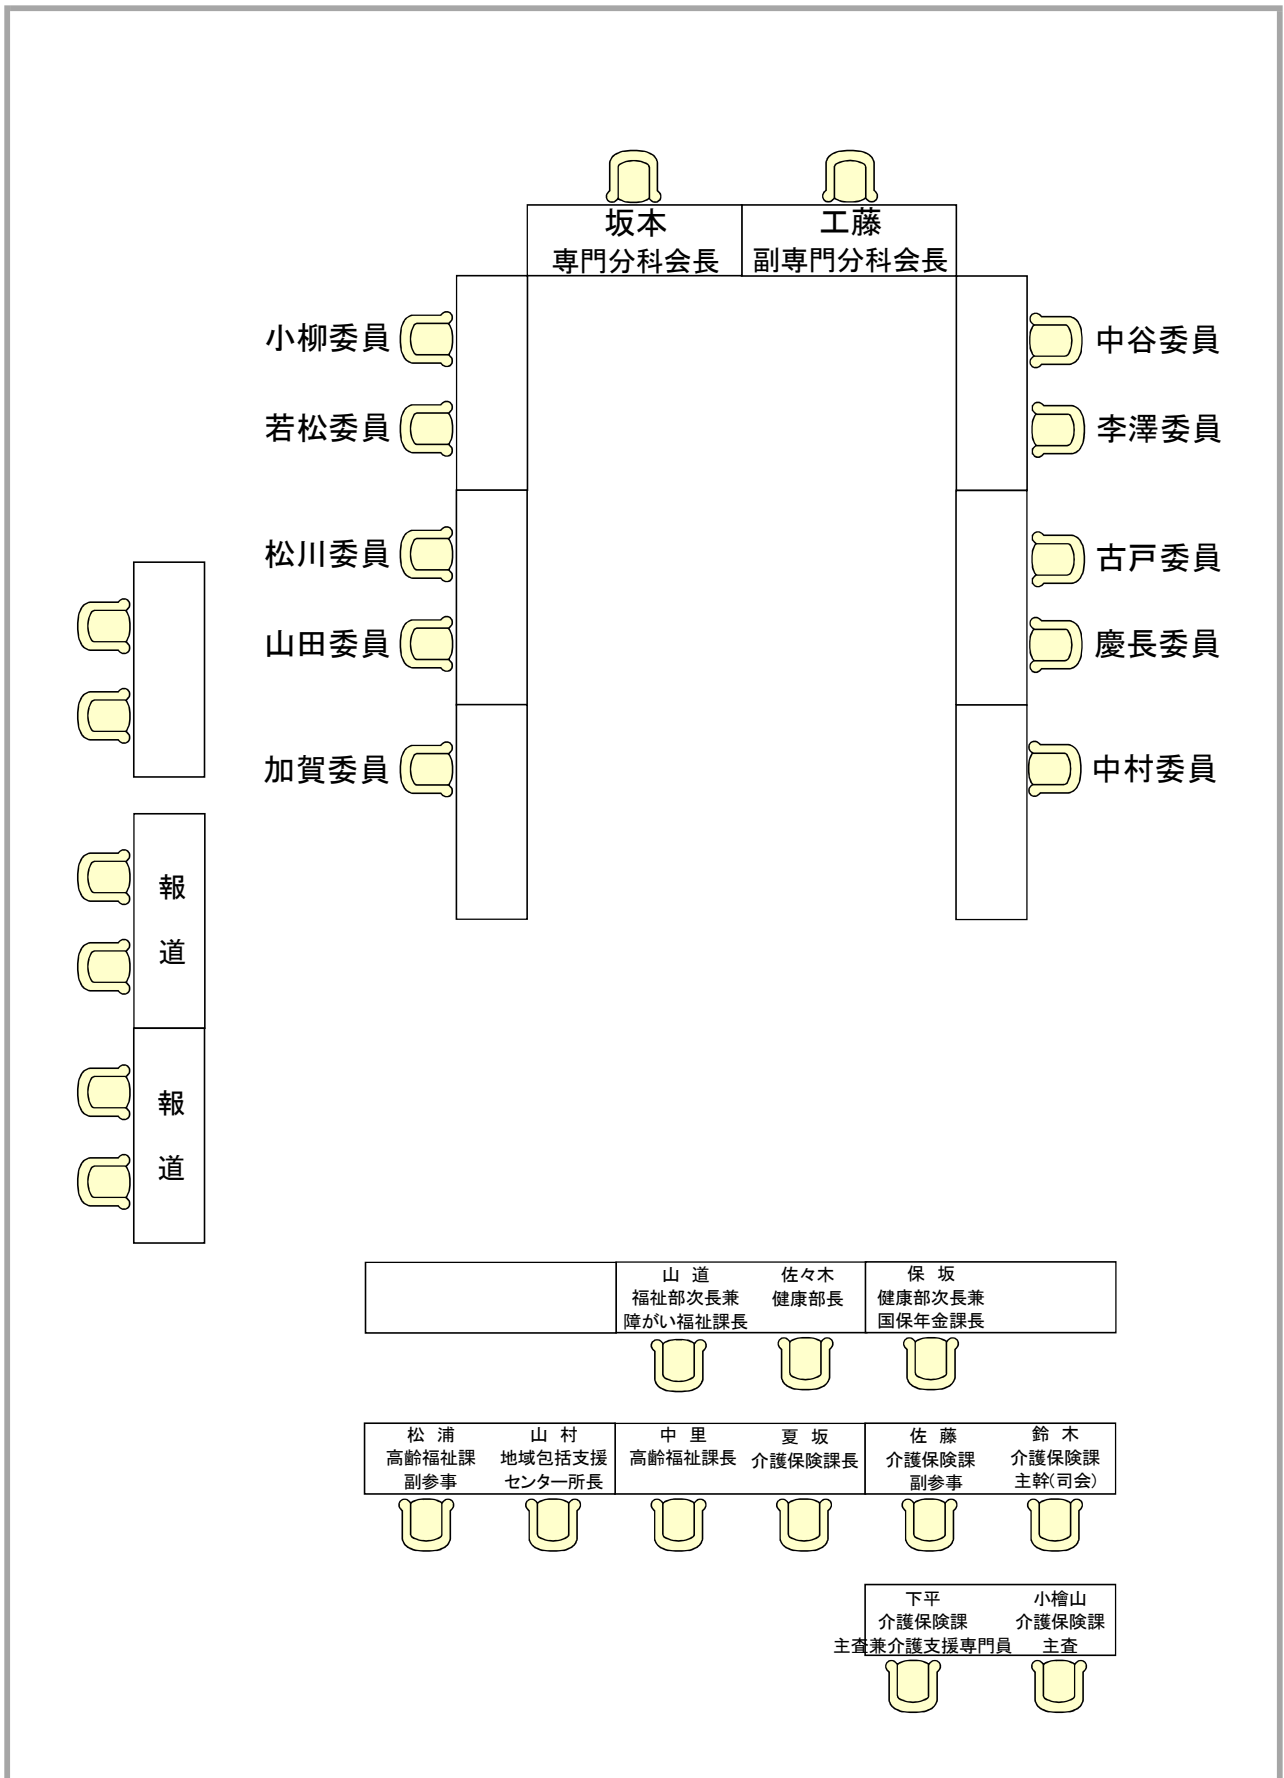 坂本
専門分科会長
工藤
副専門分科会長
小柳委員
若松委員
松川委員
山田委員
加賀委員
中谷委員
李澤委員
古戸委員
慶長委員
中村委員
報
道
報
道
山 道
福祉部次長兼
障がい福祉課長
佐々木
健康部長
保 坂
健康部次長兼
国保年金課長
松 浦
高齢福祉課
副参事
山 村
地域包括支援
センター所長
中 里
高齢福祉課長
夏 坂
介護保険課長
佐 藤
介護保険課
副参事
鈴 木
介護保険課
主幹(司会)
下平
介護保険課
主査兼介護支援専門員
小檜山
介護保険課
主査